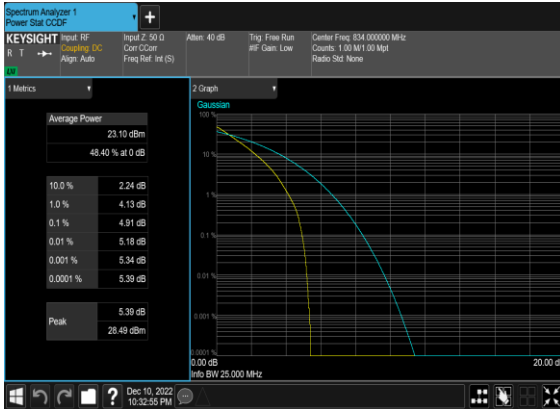 Spectrum Analyzer 1
Power Stat CCDF
+
KEYSIGHT Input: RF Input Z: 50 Ω Atten: 40 dB Trig: Free Run Center Freq: 834.000000 MHz
R T Coupling: DC Corr CCorr #IF Gain: Low Counts: 1.00 M/1.00 Mpt
Align: Auto Freq Ref: Int (S) Radio Std: None
1 Metrics
Average Power
23.10 dBm
48.40 % at 0 dB
10.0 % 2.24 dB
1.0 % 4.13 dB
0.1 % 4.91 dB
0.01 % 5.18 dB
0.001 % 5.34 dB
0.0001 % 5.39 dB
Peak 5.39 dB
28.49 dBm
2 Graph
Gaussian
100 %
10 %
1 %
0.1 %
0.01 %
0.001 %
0.0001 %
0.00 dB 20.00 d
Info BW 25.000 MHz
? Dec 10, 2022
10:32:55 PM